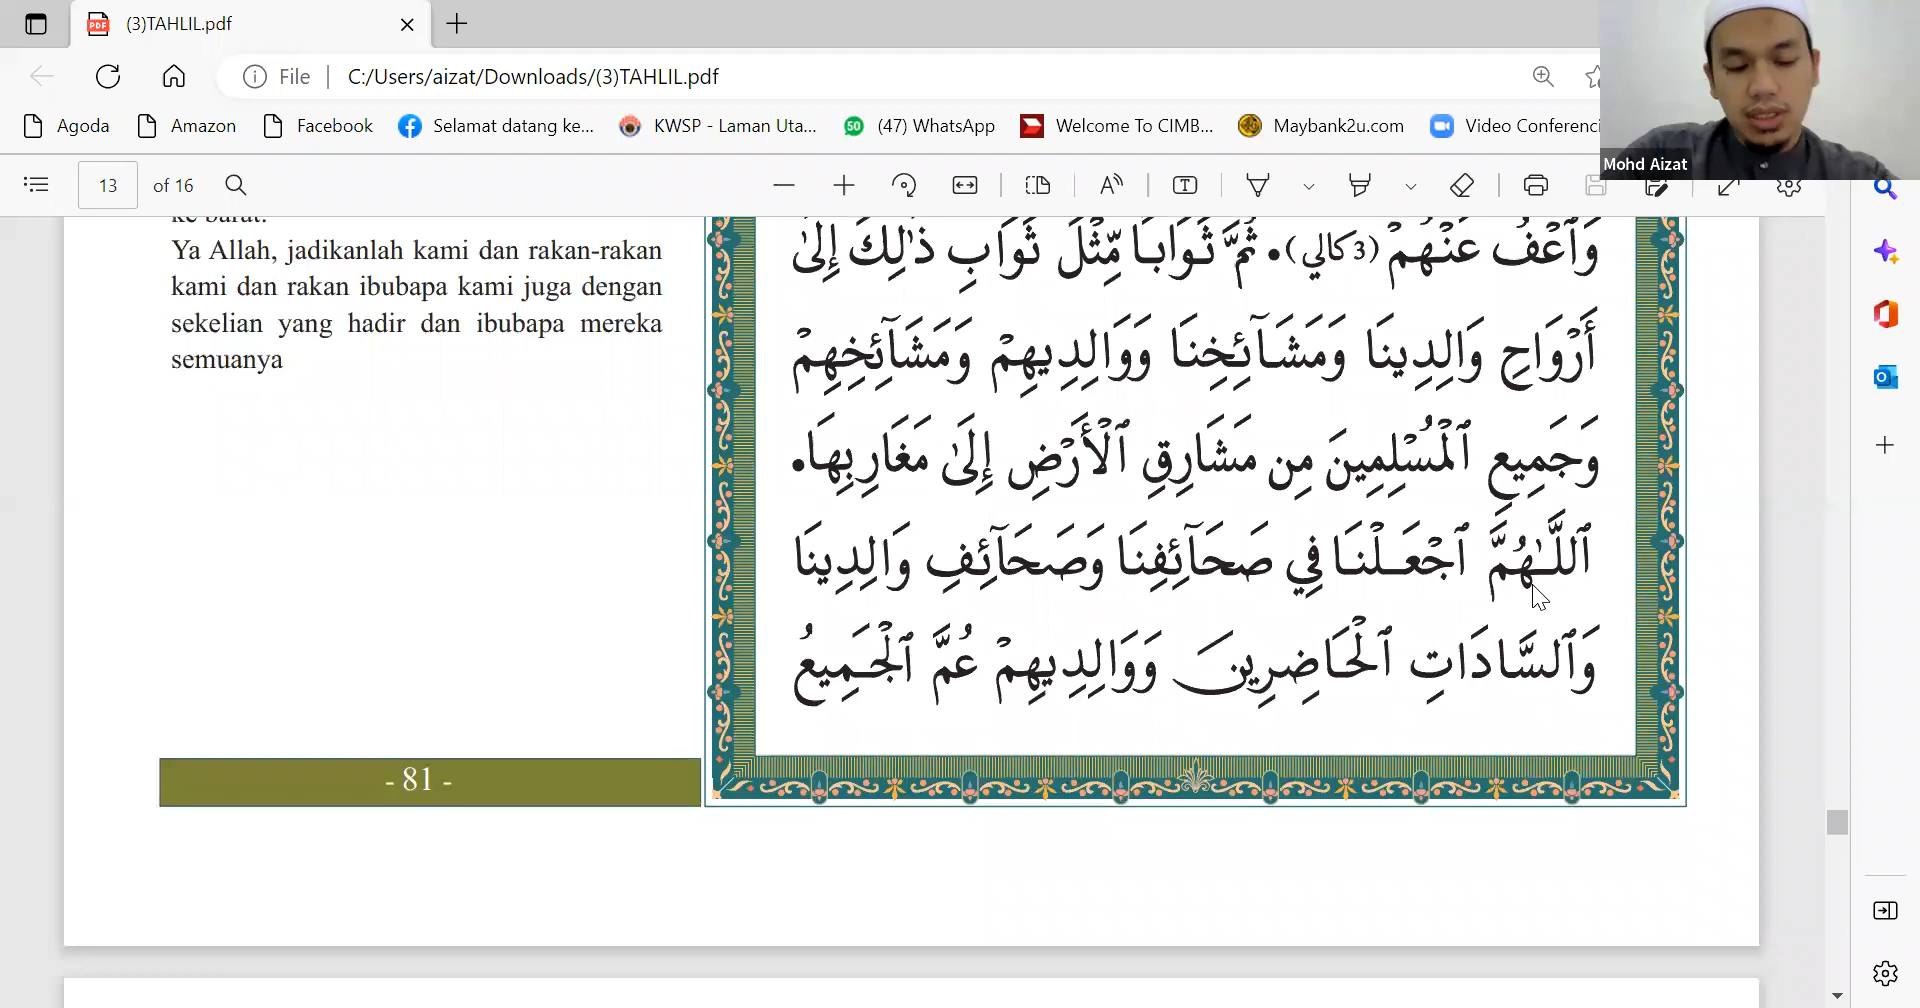 (3)TAHLIL.pdf
File
C:/Users/aizat/Downloads/(3)TAHLIL.pdf
Agoda
Amazon
Facebook
Selamat datang ke...
50
KWSP - Laman Uta...
(47) WhatsApp
Welcome To CIMB...
Maybank2u.com
Video Conferenci
Mohd Aizat
13
of 16
ke barat.
Ya Allah, jadikanlah kami dan rakan-rakan
kami dan rakan ibubapa kami juga dengan
sekelian yang hadir dan ibubapa mereka
semuanya
- 81 -
وَٱعْفُ عَنْهُمْ (3 كالي)• ثُمَّ ثَوَابًا مِّثْلَ ثَوَابِ ذَٰلِكَ إِلَىٰ
أَرْوَاحِ وَالِدِينَا وَمَشَآئِخِنَا وَوَالِدِيهِمْ وَمَشَآئِخِهِمْ
وَجَمِيعِ ٱلْمُسْلِمِينَ مِن مَشَارِقِ ٱلْأَرْضِ إِلَىٰ مَغَارِبِهَا•
ٱللَّـٰهُمَّ ٱجْعَلْنَا فِي صَحَآئِفِنَا وَصَحَآئِفِ وَالِدِينَا
وَٱلسَّادَاتِ ٱلْحَاضِرِينَ وَوَالِدِيهِمْ عُمَّ ٱلْجَمِيعُ